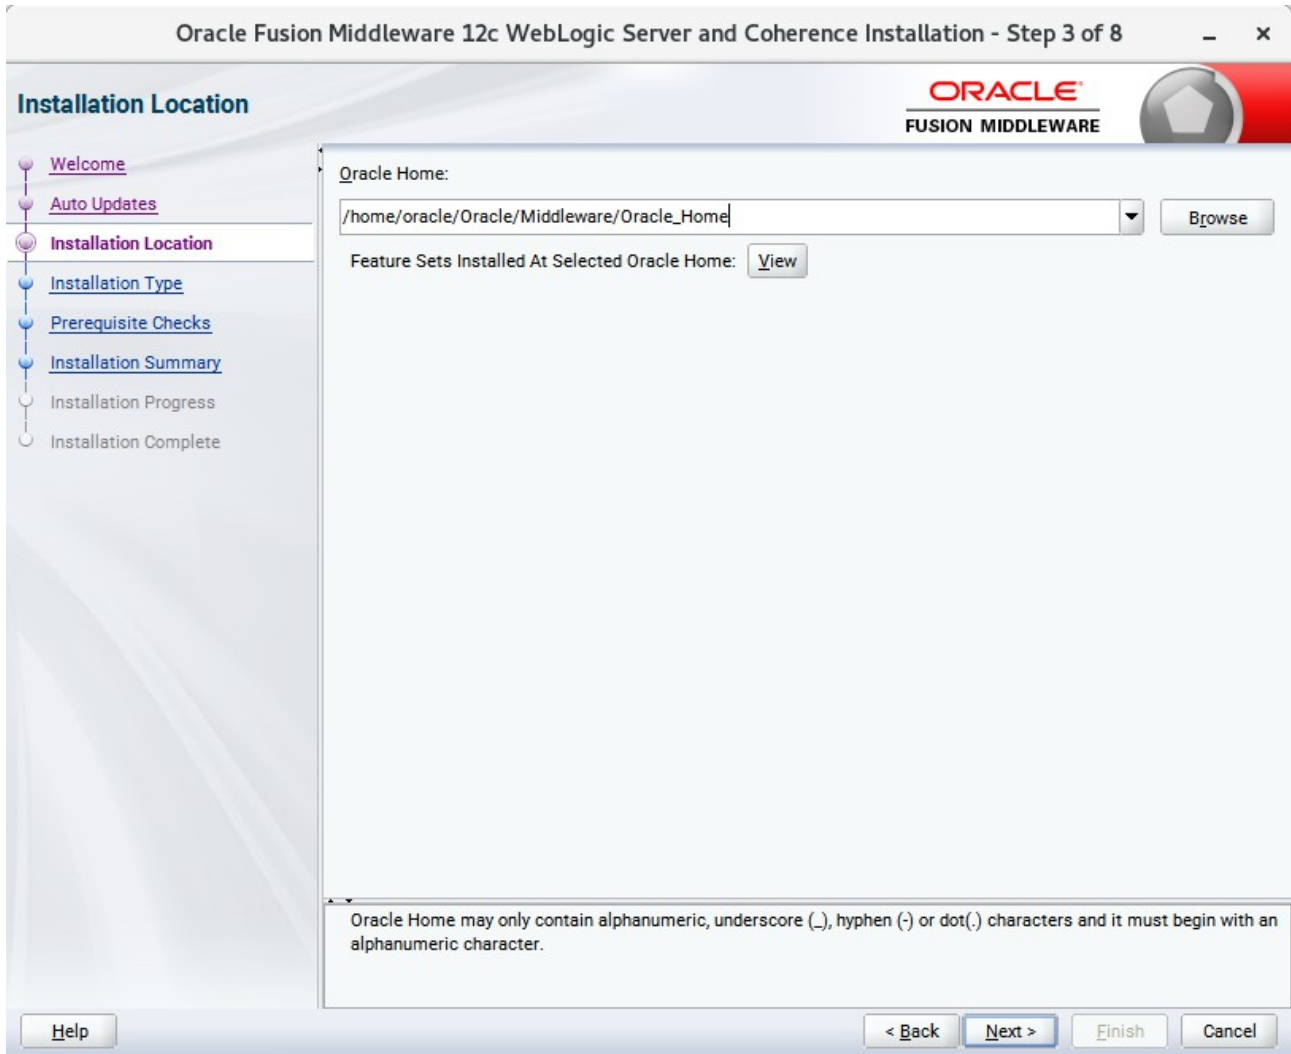 Oracle Fusion Middleware 12c WebLogic Server and Coherence Installation - Step 3 of 8
Installation Location
ORACLE
FUSION MIDDLEWARE
Welcome
Auto Updates
Installation Location
Installation Type
Prerequisite Checks
Installation Summary
Installation Progress
Installation Complete
Oracle Home:
/home/oracle/Oracle/Middleware/Oracle_Home
Browse
Feature Sets Installed At Selected Oracle Home: View
Oracle Home may only contain alphanumeric, underscore (_), hyphen (-) or dot(.) characters and it must begin with an
alphanumeric character.
Help
< Back Next > Finish Cancel